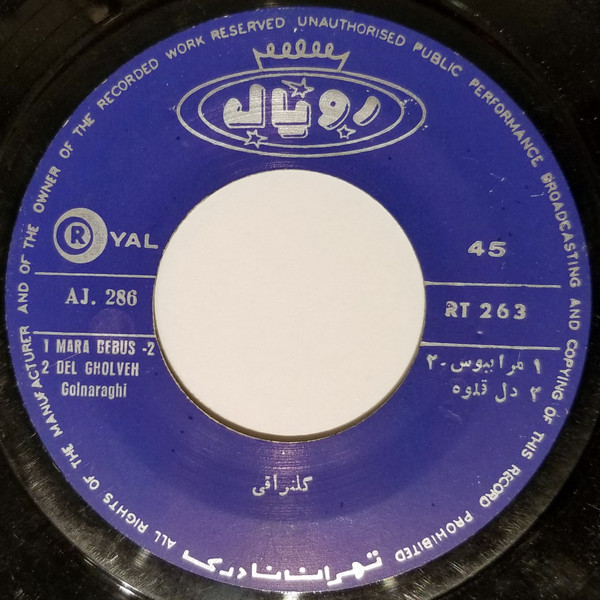 ALL RIGHTS OF THE MANUFACTURER AND OF THE OWNER OF THE RECORDED WORK RESERVED UNAUTHORISED PUBLIC PERFORMANCE BROADCASTING AND COPYING OF THIS RECORD PROHIBITED
رویال
ROYAL
45
AJ. 286
RT 263
1 MARA BEBUS -2
2 DEL GHOLVEH
Golnaraghi
۱ مرا ببوس -۲
۲ دل قلوه
گلنراقی